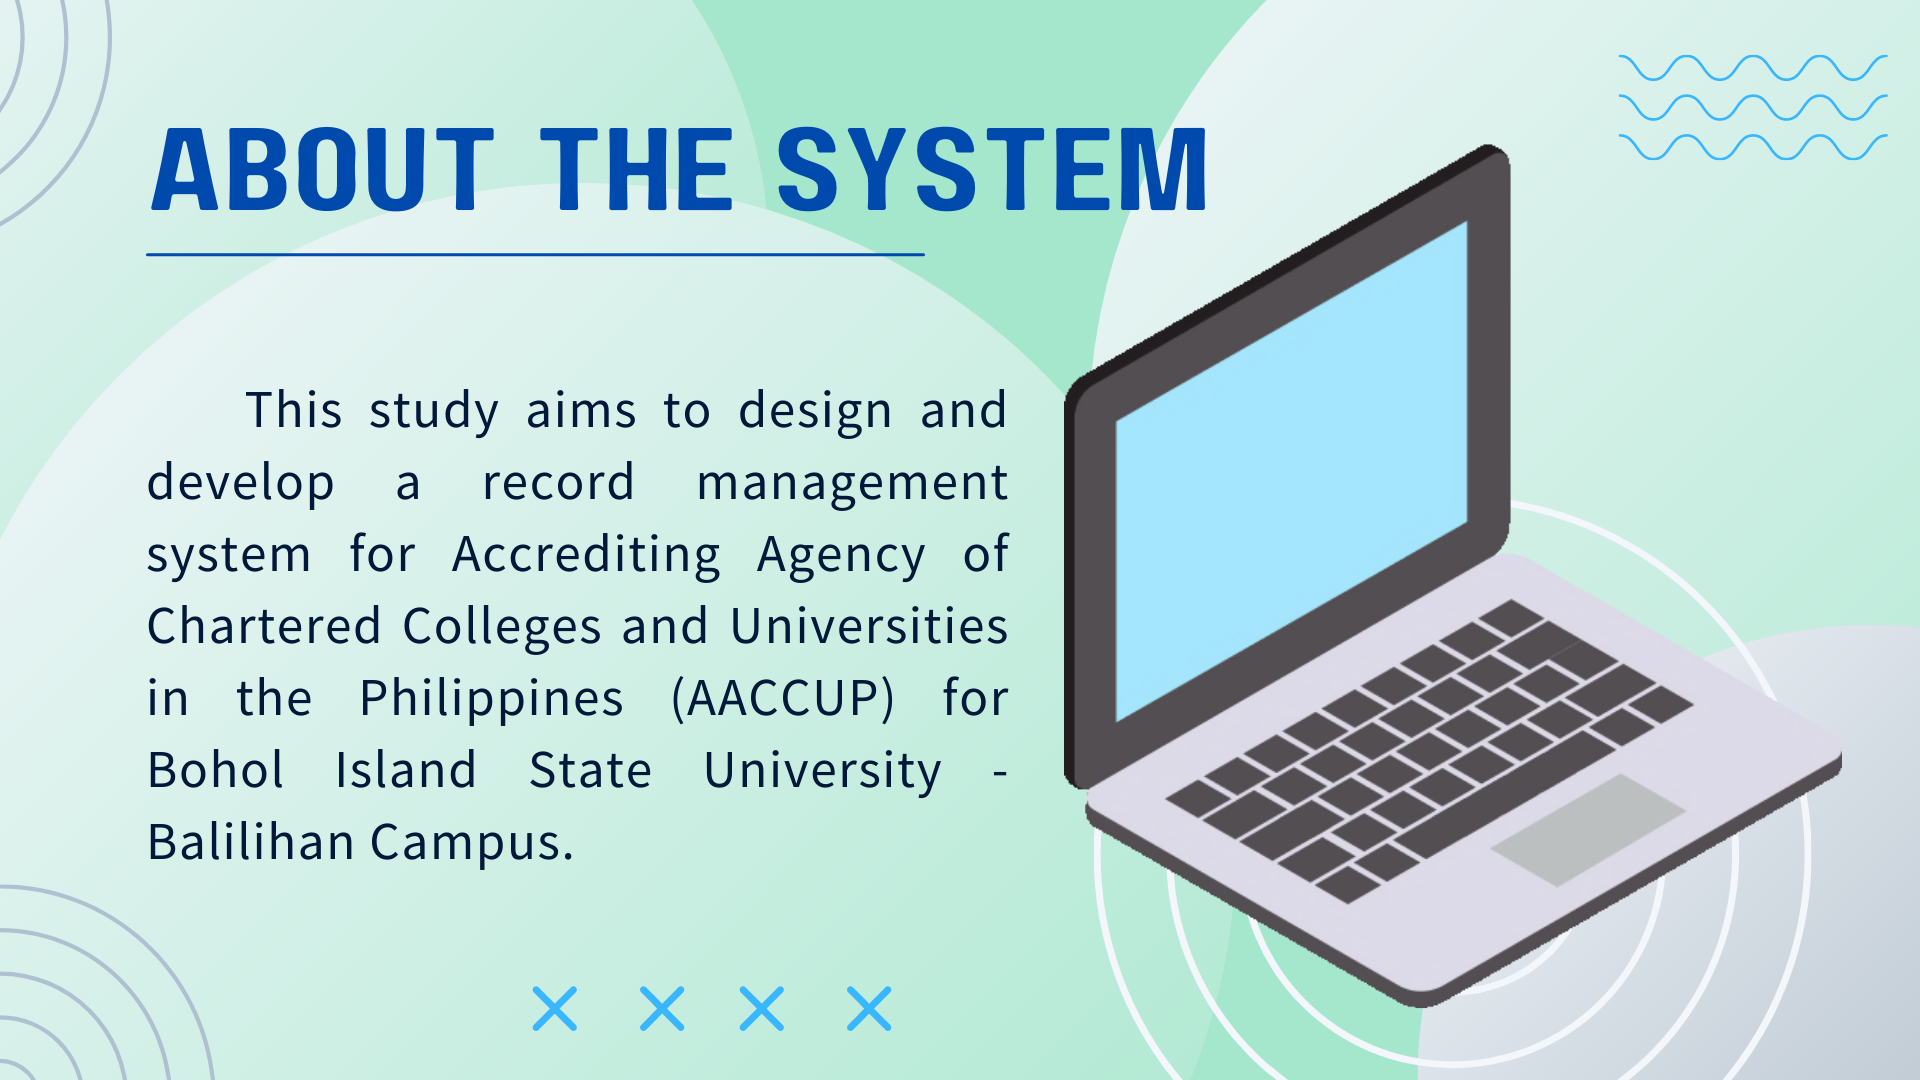 ABOUT THE SYSTEM
This study aims to design and
develop a record management
system for Accrediting Agency of
Chartered Colleges and Universities
in the Philippines (AACCUP) for
Bohol Island State University -
Balilihan Campus.